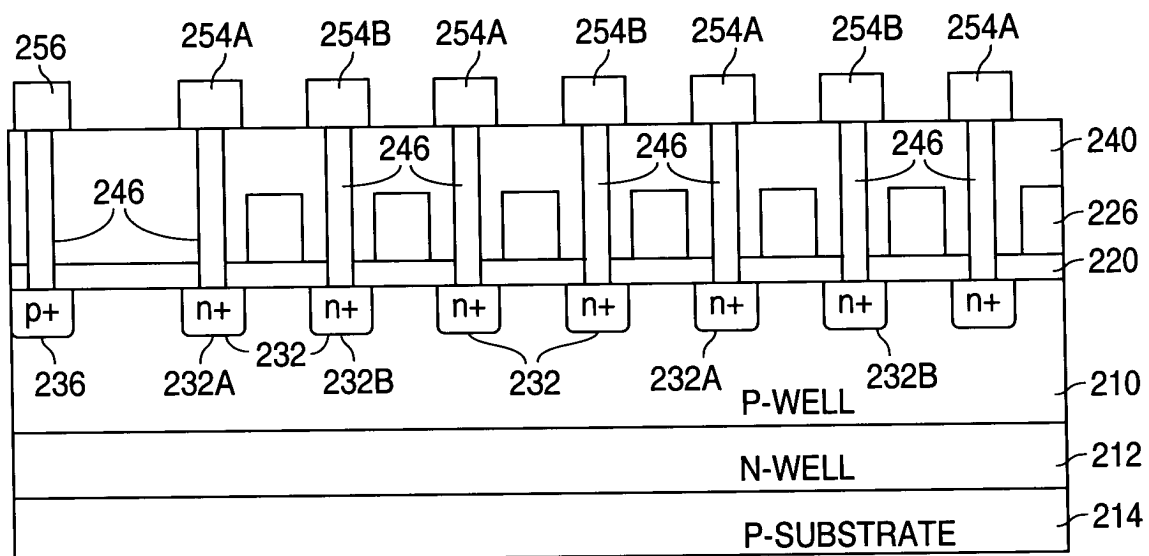 256 254A 254B 254A 254B 254A 254B 254A
246 246 246 240
246 226
220
p+ n+ n+ n+ n+ n+ n+ n+
236 232A 232 232B 232 232A 232B
210
P-WELL
N-WELL 212
214
P-SUBSTRATE